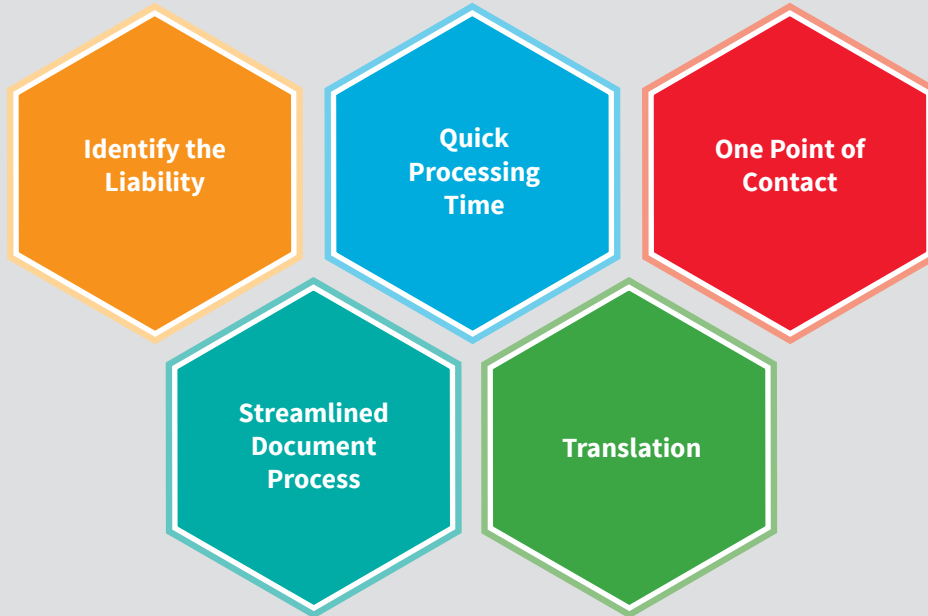 Identify the
Liability
Quick
Processing
Time
One Point of
Contact
Streamlined
Document
Process
Translation